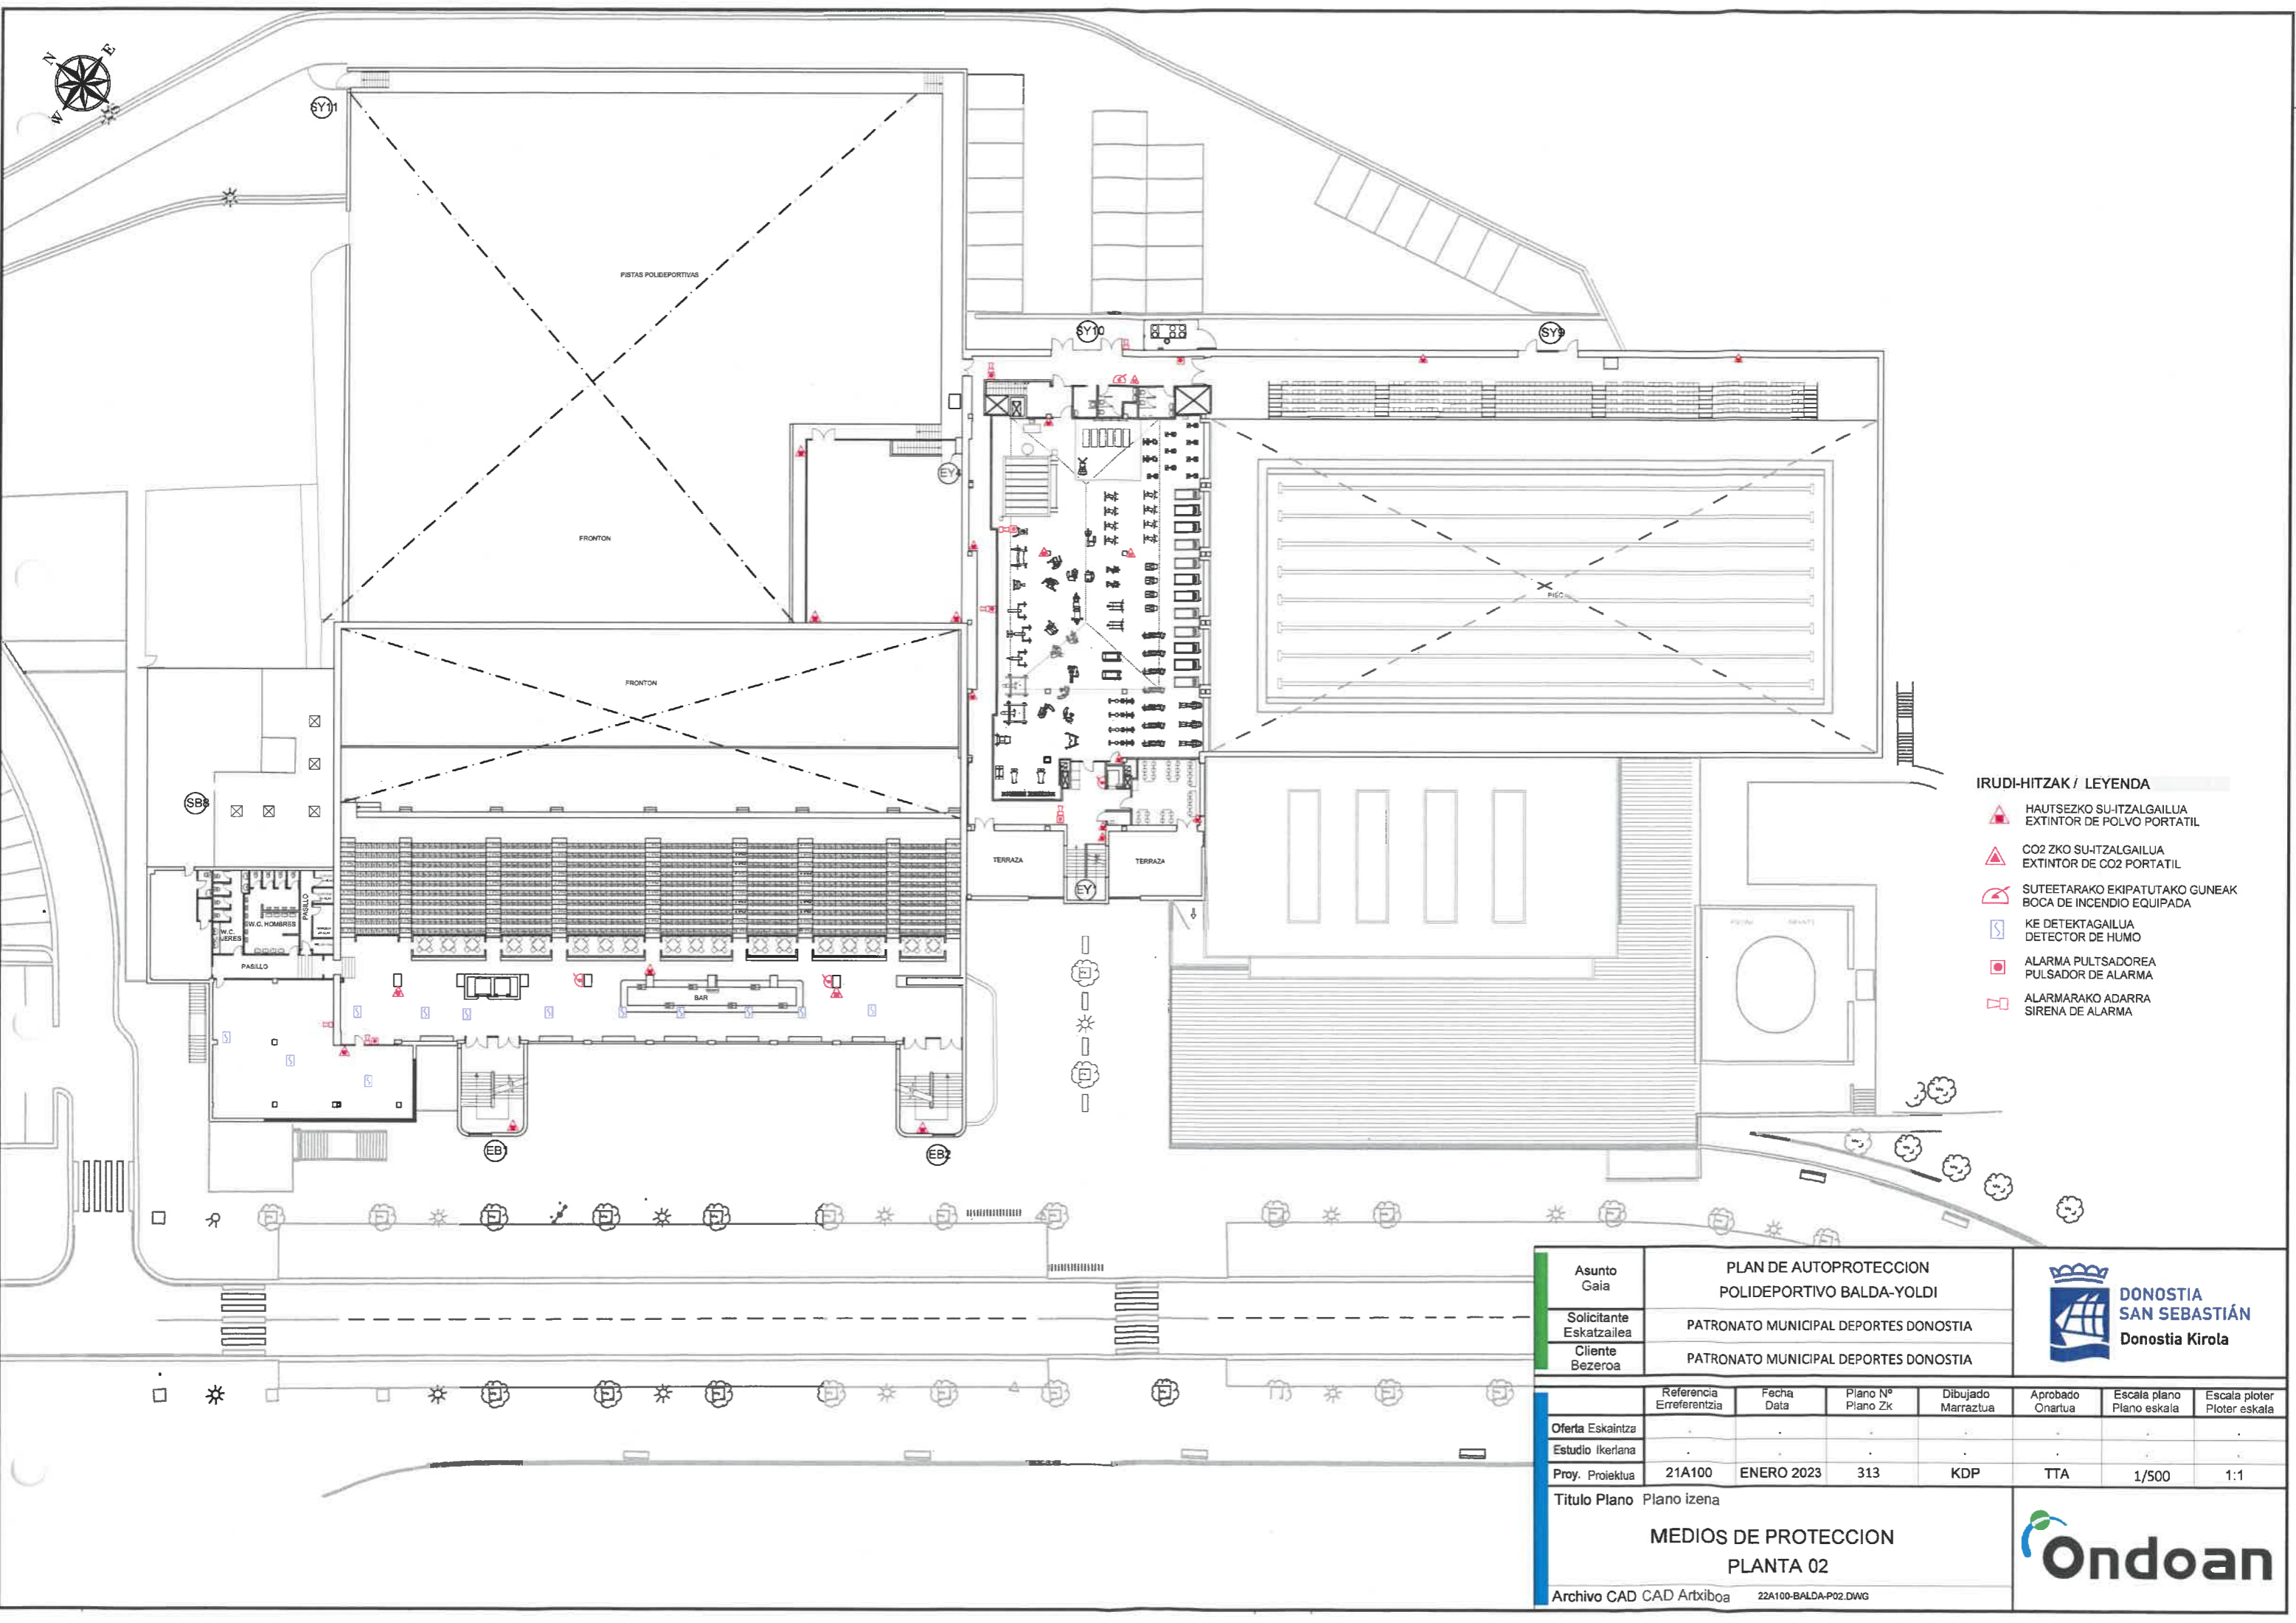 N
E
W
SY11
PISTAS POLIDEPORTIVAS
SY10
SY9
EY4
FRONTON
PISC
FRONTON
SB8
TERRAZA
TERRAZA
EY1
PASILLO
W.C. HOMBRES
W.C.
JERES
PASILLO
BAR
EB1
EB2
IRUDI-HITZAK / LEYENDA
HAUTSEZKO SU-ITZALGAILUA
EXTINTOR DE POLVO PORTATIL
CO2 ZKO SU-ITZALGAILUA
EXTINTOR DE CO2 PORTATIL
SUTEETARAKO EKIPATUTAKO GUNEAK
BOCA DE INCENDIO EQUIPADA
KE DETEKTAGAILUA
DETECTOR DE HUMO
ALARMA PULTSADOREA
PULSADOR DE ALARMA
ALARMARAKO ADARRA
SIRENA DE ALARMA
Asunto
Gaia
PLAN DE AUTOPROTECCION
POLIDEPORTIVO BALDA-YOLDI
Solicitante
Eskatzailea
PATRONATO MUNICIPAL DEPORTES DONOSTIA
Cliente
Bezeroa
PATRONATO MUNICIPAL DEPORTES DONOSTIA
DONOSTIA
SAN SEBASTIÁN
Donostia Kirola
Referencia Fecha Plano Nº Dibujado Aprobado Escala plano Escala ploter
Erreferentzia Data Plano Zk Marraztua Onartua Plano eskala Ploter eskala
Oferta Eskaintza . . . . . . .
Estudio Ikerlana . . . . . . .
Proy. Proiektua 21A100 ENERO 2023 313 KDP TTA 1/500 1:1
Titulo Plano Plano izena
MEDIOS DE PROTECCION
PLANTA 02
Archivo CAD CAD Artxiboa 22A100-BALDA-P02.DWG
Ondoan